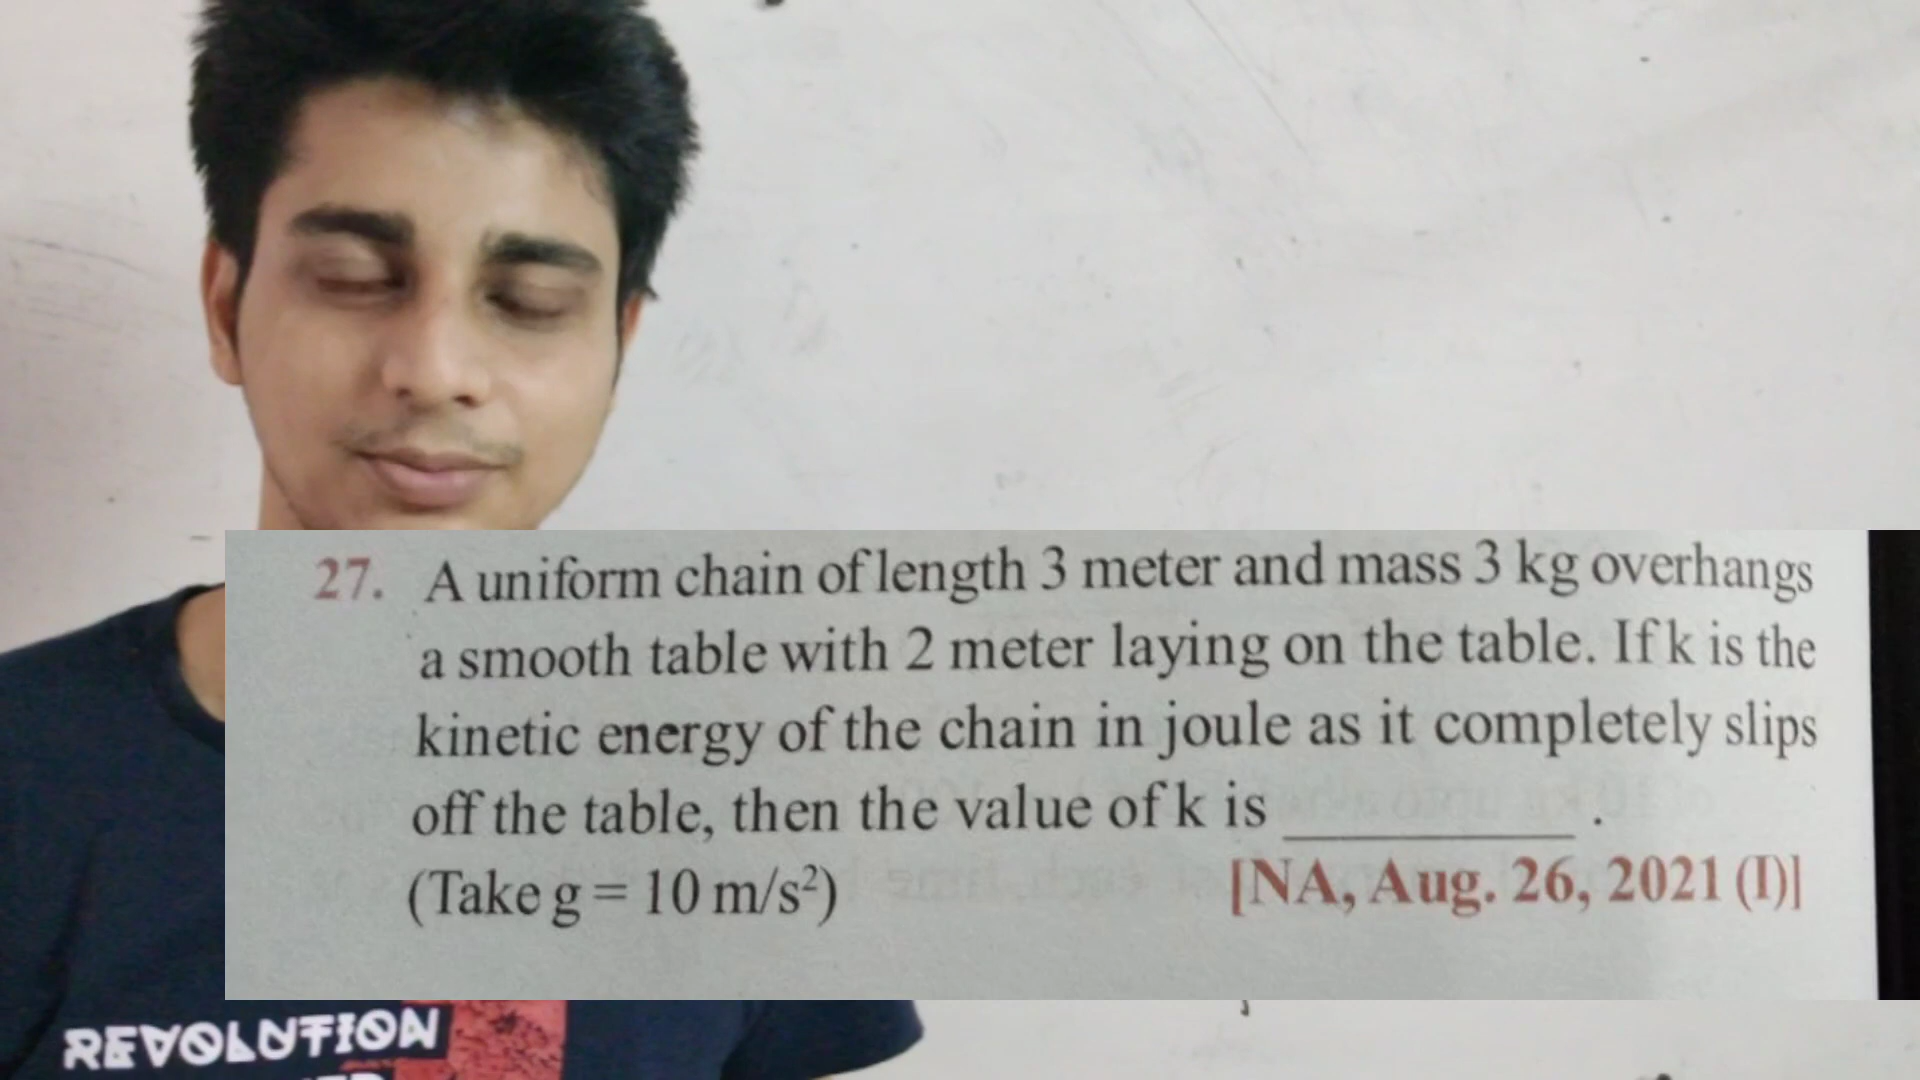 27. A uniform chain of length 3 meter and mass 3 kg overhangs
a smooth table with 2 meter laying on the table. If k is the
kinetic energy of the chain in joule as it completely slips
off the table, then the value of k is ________ .
(Take g = 10 m/s²) [NA, Aug. 26, 2021 (I)]
REVOLUTION